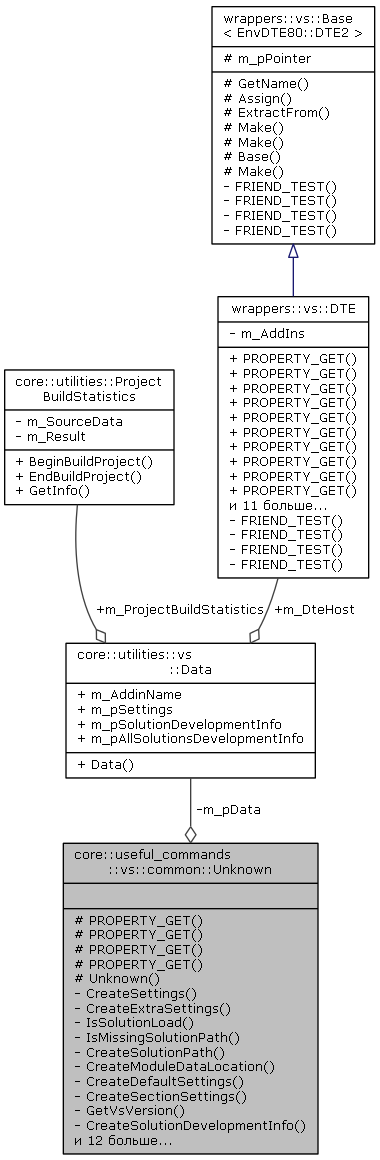 wrappers::vs::Base
< EnvDTE80::DTE2 >
# m_pPointer
# GetName()
# Assign()
# ExtractFrom()
# Make()
# Make()
# Base()
# Make()
- FRIEND_TEST()
- FRIEND_TEST()
- FRIEND_TEST()
- FRIEND_TEST()
wrappers::vs::DTE
- m_AddIns
+ PROPERTY_GET()
+ PROPERTY_GET()
+ PROPERTY_GET()
+ PROPERTY_GET()
+ PROPERTY_GET()
+ PROPERTY_GET()
+ PROPERTY_GET()
+ PROPERTY_GET()
+ PROPERTY_GET()
+ PROPERTY_GET()
и 11 больше...
- FRIEND_TEST()
- FRIEND_TEST()
- FRIEND_TEST()
- FRIEND_TEST()
core::utilities::Project
BuildStatistics
- m_SourceData
- m_Result
+ BeginBuildProject()
+ EndBuildProject()
+ GetInfo()
+m_ProjectBuildStatistics
+m_DteHost
core::utilities::vs
::Data
+ m_AddinName
+ m_pSettings
+ m_pSolutionDevelopmentInfo
+ m_pAllSolutionsDevelopmentInfo
+ Data()
-m_pData
core::useful_commands
::vs::common::Unknown
# PROPERTY_GET()
# PROPERTY_GET()
# PROPERTY_GET()
# PROPERTY_GET()
# Unknown()
- CreateSettings()
- CreateExtraSettings()
- IsSolutionLoad()
- IsMissingSolutionPath()
- CreateSolutionPath()
- CreateModuleDataLocation()
- CreateDefaultSettings()
- CreateSectionSettings()
- GetVsVersion()
- CreateSolutionDevelopmentInfo()
и 12 больше...